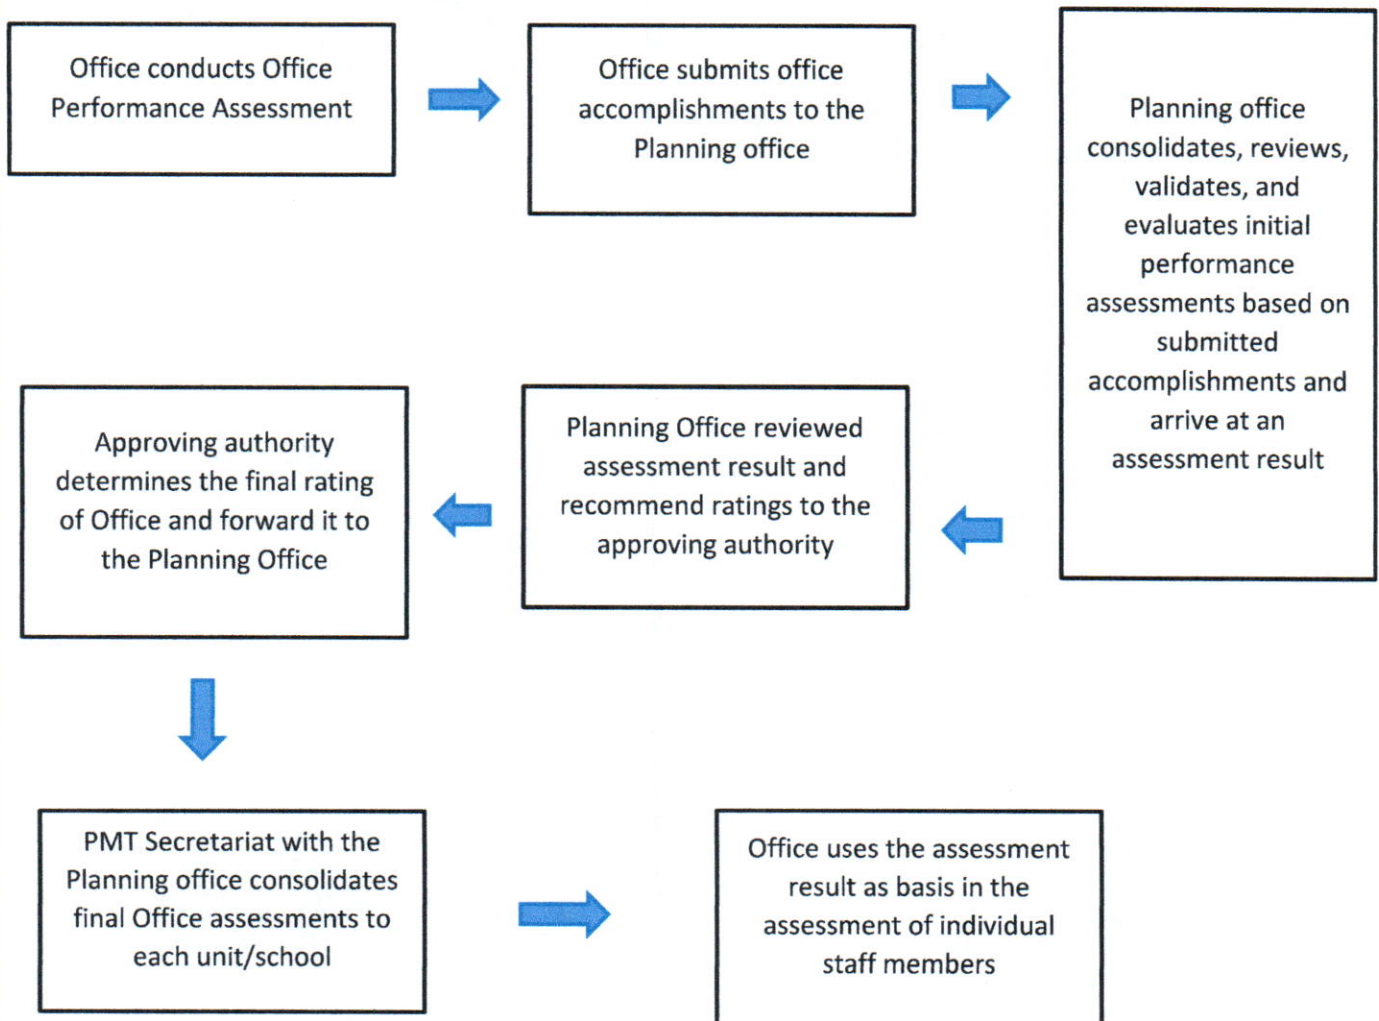 Office conducts Office
Performance Assessment
Office submits office
accomplishments to the
Planning office
Planning office
consolidates, reviews,
validates, and
evaluates initial
performance
assessments based on
submitted
accomplishments and
arrive at an
assessment result
Planning Office reviewed
assessment result and
recommend ratings to the
approving authority
Approving authority
determines the final rating
of Office and forward it to
the Planning Office
PMT Secretariat with the
Planning office consolidates
final Office assessments to
each unit/school
Office uses the assessment
result as basis in the
assessment of individual
staff members